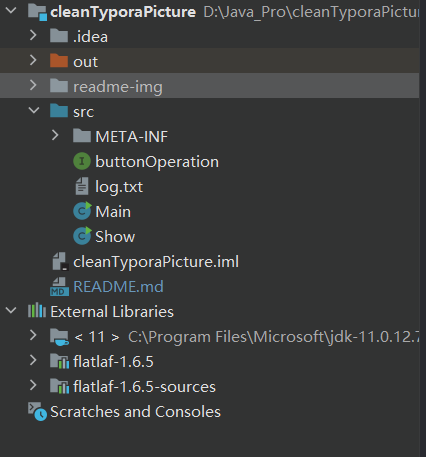 cleanTyporaPicture D:\Java_Pro\cleanTyporaPictur
.idea
out
readme-img
src
META-INF
buttonOperation
log.txt
Main
Show
cleanTyporaPicture.iml
README.md
External Libraries
< 11 > C:\Program Files\Microsoft\jdk-11.0.12.7
flatlaf-1.6.5
flatlaf-1.6.5-sources
Scratches and Consoles